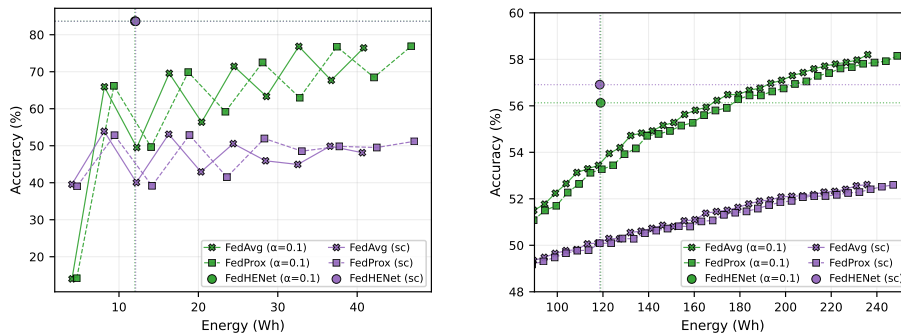 80
70
60
50
40
30
20
Accuracy (%)
FedAvg (α=0.1)
FedProx (α=0.1)
FedHENet (α=0.1)
FedAvg (sc)
FedProx (sc)
FedHENet (sc)
10 20 30 40
Energy (Wh)
60
58
56
54
52
50
48
Accuracy (%)
FedAvg (α=0.1)
FedProx (α=0.1)
FedHENet (α=0.1)
FedAvg (sc)
FedProx (sc)
FedHENet (sc)
100 120 140 160 180 200 220 240
Energy (Wh)